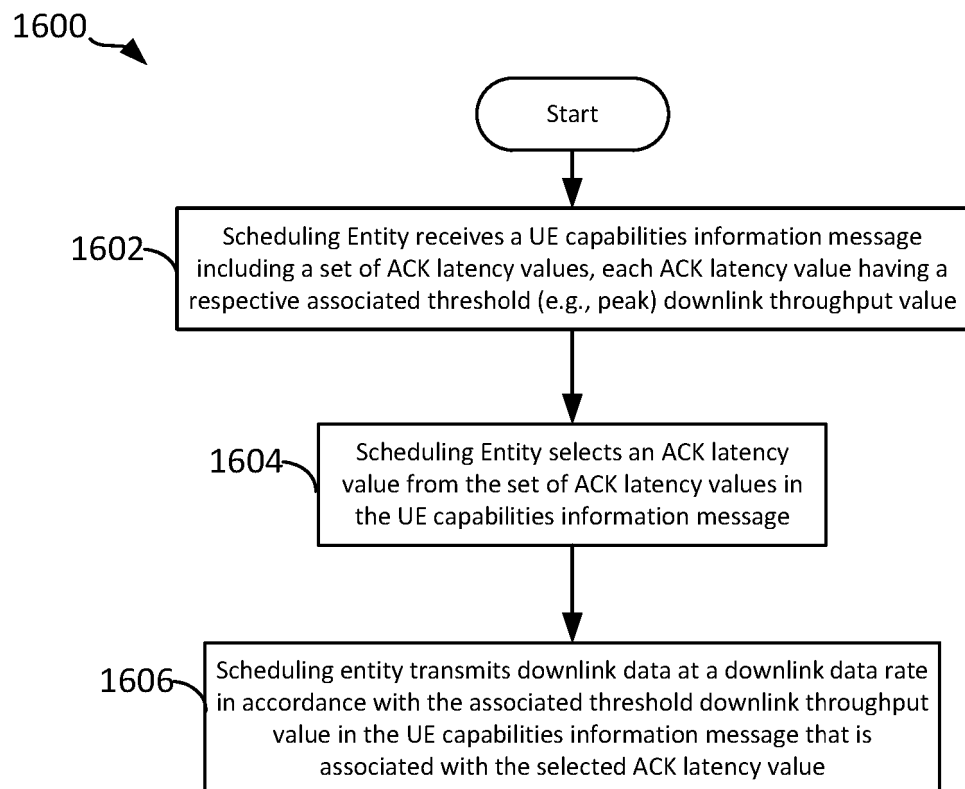 1600
Start
1602
Scheduling Entity receives a UE capabilities information message
including a set of ACK latency values, each ACK latency value having a
respective associated threshold (e.g., peak) downlink throughput value
1604
Scheduling Entity selects an ACK latency
value from the set of ACK latency values in
the UE capabilities information message
1606
Scheduling entity transmits downlink data at a downlink data rate
in accordance with the associated threshold downlink throughput
value in the UE capabilities information message that is
associated with the selected ACK latency value